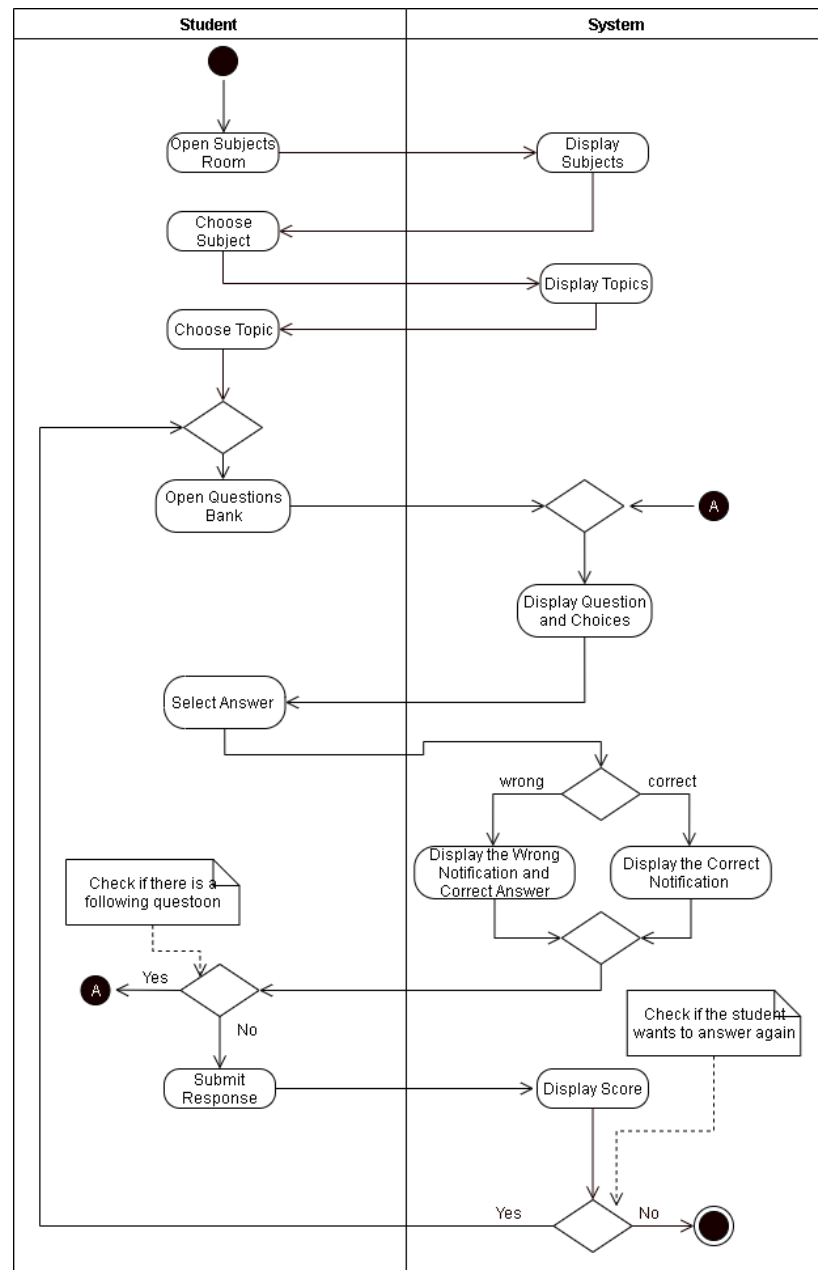 Student
System
Open Subjects
Room
Display
Subjects
Choose
Subject
Display Topics
Choose Topic
Open Questions
Bank
A
Display Question
and Choices
Select Answer
wrong
correct
Display the Wrong
Notification and
Correct Answer
Display the Correct
Notification
Check if there is a
following questoon
A
Yes
No
Check if the student
wants to answer again
Submit
Response
Display Score
Yes
No